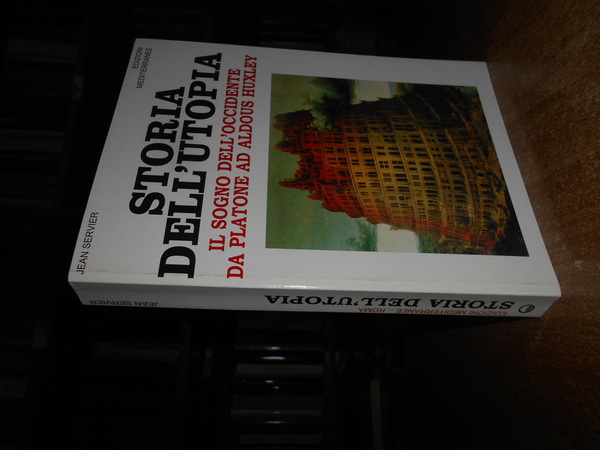 JEAN SERVIER
EDIZIONI
MEDITERRANEE
STORIA
DELL'UTOPIA
IL SOGNO DELL'OCCIDENTE
DA PLATONE AD ALDOUS HUXLEY
JEAN SERVIER
STORIA DELL'UTOPIA
EDIZIONI MEDITERRANEE - ROMA